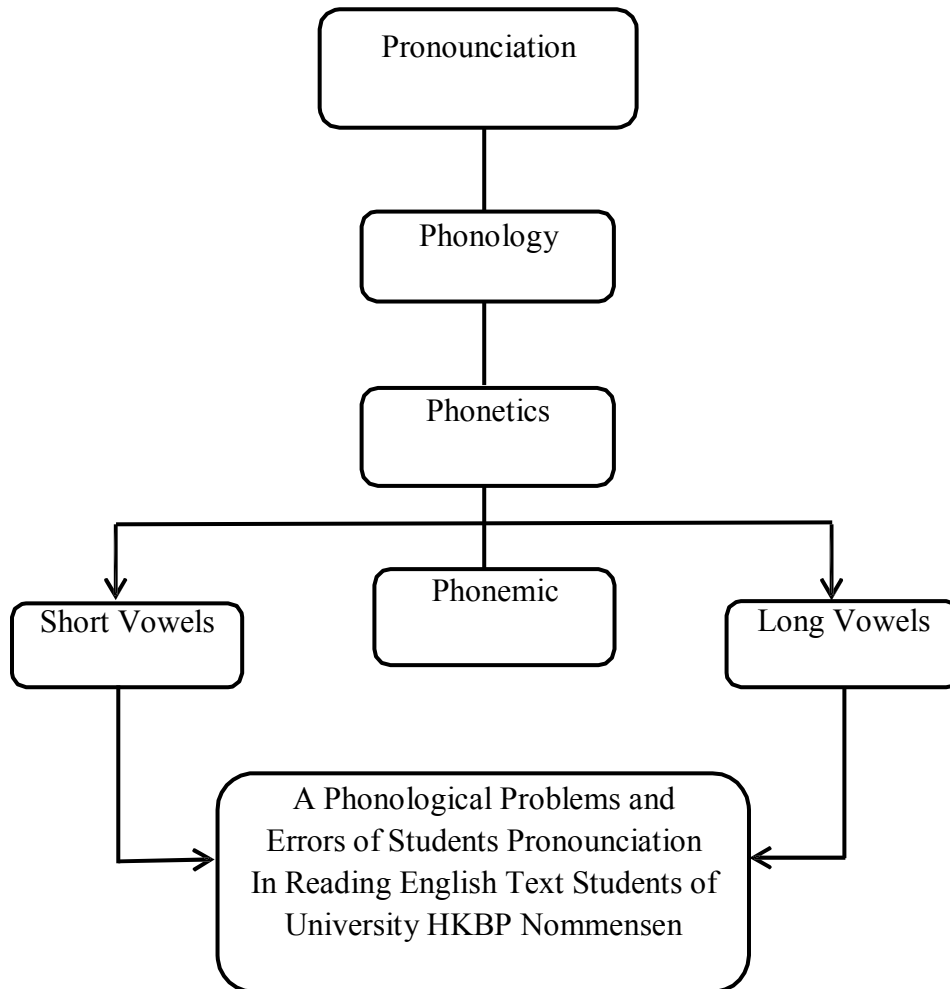 Pronounciation
Phonology
Phonetics
Phonemic
Short Vowels
Long Vowels
A Phonological Problems and
Errors of Students Pronounciation
In Reading English Text Students of
University HKBP Nommensen